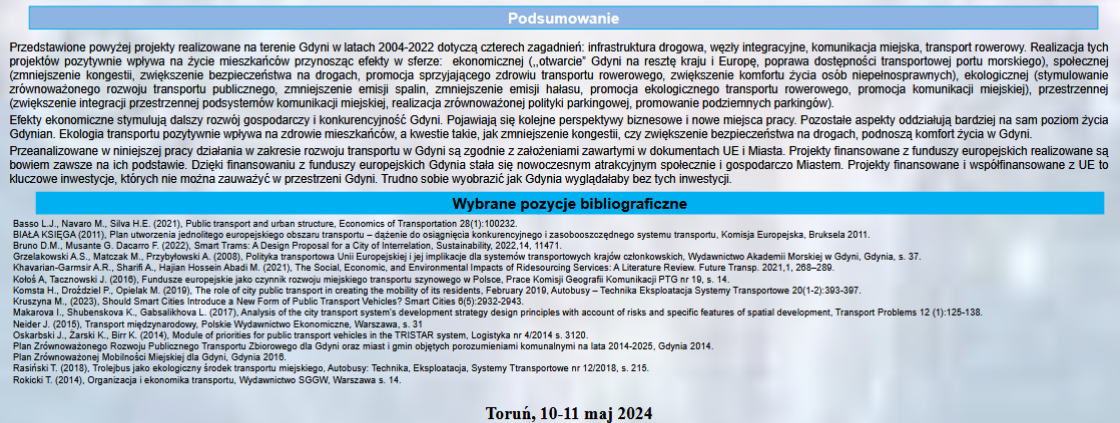 Podsumowanie
Przedstawione powyżej projekty realizowane na terenie Gdyni w latach 2004-2022 dotyczą czterech zagadnień: infrastruktura drogowa, węzły integracyjne, komunikacja miejska, transport rowerowy. Realizacja tych
projektów pozytywnie wpływa na życie mieszkańców przynosząc efekty w sferze: ekonomicznej (,,otwarcie" Gdyni na resztę kraju i Europę, poprawa dostępności transportowej portu morskiego), społecznej
(zmniejszenie kongestii, zwiększenie bezpieczeństwa na drogach, promocja sprzyjającego zdrowiu transportu rowerowego, zwiększenie komfortu życia osób niepełnosprawnych), ekologicznej (stymulowanie
zrównoważonego rozwoju transportu publicznego, zmniejszenie emisji spalin, zmniejszenie emisji hałasu, promocja ekologicznego transportu rowerowego, promocja komunikacji miejskiej), przestrzennej
(zwiększenie integracji przestrzennej podsystemów komunikacji miejskiej, realizacja zrównoważonej polityki parkingowej, promowanie podziemnych parkingów).
Efekty ekonomiczne stymulują dalszy rozwój gospodarczy i konkurencyjność Gdyni. Pojawiają się kolejne perspektywy biznesowe i nowe miejsca pracy. Pozostałe aspekty oddziałują bardziej na sam poziom życia
Gdynian. Ekologia transportu pozytywnie wpływa na zdrowie mieszkańców, a kwestie takie, jak zmniejszenie kongestii, czy zwiększenie bezpieczeństwa na drogach, podnoszą komfort życia w Gdyni.
Przeanalizowane w niniejszej pracy działania w zakresie rozwoju transportu w Gdyni są zgodnie z założeniami zawartymi w dokumentach UE i Miasta. Projekty finansowane z funduszy europejskich realizowane są
bowiem zawsze na ich podstawie. Dzięki finansowaniu z funduszy europejskich Gdynia stała się nowoczesnym atrakcyjnym społecznie i gospodarczo Miastem. Projekty finansowane i współfinansowane z UE to
kluczowe inwestycje, których nie można zauważyć w przestrzeni Gdyni. Trudno sobie wyobrazić jak Gdynia wyglądałaby bez tych inwestycji.
Wybrane pozycje bibliograficzne
Basso L.J., Navaro M., Silva H.E. (2021), Public transport and urban structure, Economics of Transportation 28(1):100232.
BIAŁA KSIĘGA (2011), Plan utworzenia jednolitego europejskiego obszaru transportu – dążenie do osiągnięcia konkurencyjnego i zasobooszczędnego systemu transportu, Komisja Europejska, Bruksela 2011.
Bruno D.M., Musante G. Dacarro F. (2022), Smart Trams: A Design Proposal for a City of Interrelation, Sustainability, 2022,14, 11471.
Grzelakowski A.S., Matczak M., Przybyłowski A. (2008), Polityka transportowa Unii Europejskiej i jej implikacje dla systemów transportowych krajów członkowskich, Wydawnictwo Akademii Morskiej w Gdyni, Gdynia, s. 37.
Khavarian-Garmsir A.R., Sharifi A., Hajian Hossein Abadi M. (2021), The Social, Economic, and Environmental Impacts of Ridesourcing Services: A Literature Review. Future Transp. 2021,1, 268–289.
Kołoś A, Tacznowski J. (2016), Fundusze europejskie jako czynnik rozwoju miejskiego transportu szynowego w Polsce, Prace Komisji Geografii Komunikacji PTG nr 19, s. 14.
Komsta H., Droździel P., Opielak M. (2019), The role of city public transport in creating the mobility of its residents, February 2019, Autobusy – Technika Eksploatacja Systemy Transportowe 20(1-2):393-397.
Kruszyna M., (2023), Should Smart Cities Introduce a New Form of Public Transport Vehicles? Smart Cities 6(5):2932-2943.
Makarova I., Shubenskova K., Gabsalikhova L. (2017), Analysis of the city transport system's development strategy design principles with account of risks and specific features of spatial development, Transport Problems 12 (1):125-138.
Neider J. (2015), Transport międzynarodowy, Polskie Wydawnictwo Ekonomiczne, Warszawa, s. 31
Oskarbski J., Żarski K., Birr K. (2014), Module of priorities for public transport vehicles in the TRISTAR system, Logistyka nr 4/2014 s. 3120.
Plan Zrównoważonego Rozwoju Publicznego Transportu Zbiorowego dla Gdyni oraz miast i gmin objętych porozumieniami komunalnymi na lata 2014-2025, Gdynia 2014.
Plan Zrównoważonej Mobilności Miejskiej dla Gdyni, Gdynia 2016.
Rasiński T. (2018), Trolejbus jako ekologiczny środek transportu miejskiego, Autobusy: Technika, Eksploatacja, Systemy Ttransportowe nr 12/2018, s. 215.
Rokicki T. (2014), Organizacja i ekonomika transportu, Wydawnictwo SGGW, Warszawa s. 14.
Toruń, 10-11 maj 2024